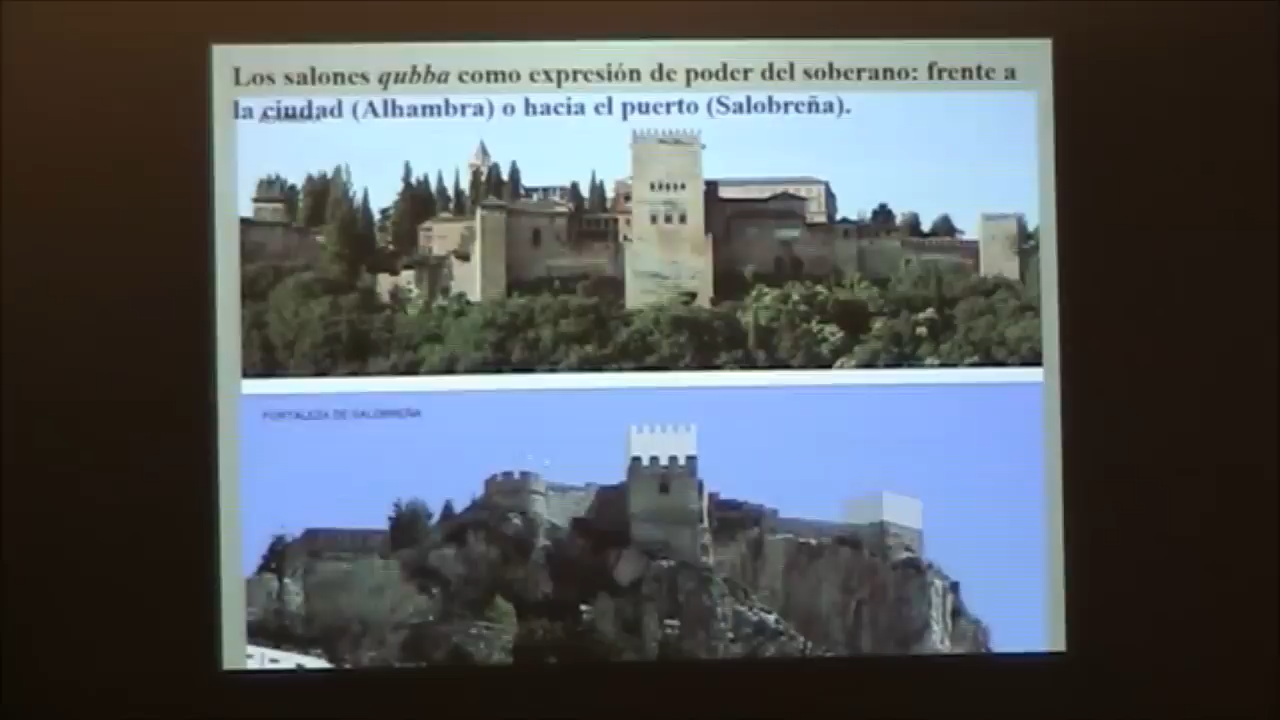 Los salones qubba como expresión de poder del soberano: frente a
la ciudad (Alhambra) o hacia el puerto (Salobreña).
FORTALEZA DE SALOBREÑA